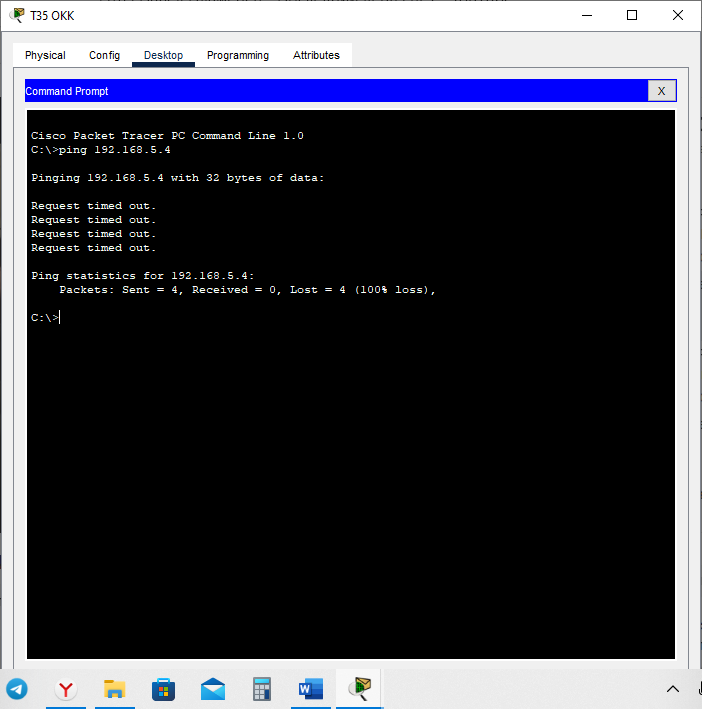 T35 OKK
Physical Config Desktop Programming Attributes
Command Prompt X
Cisco Packet Tracer PC Command Line 1.0
C:\>ping 192.168.5.4
Pinging 192.168.5.4 with 32 bytes of data:
Request timed out.
Request timed out.
Request timed out.
Request timed out.
Ping statistics for 192.168.5.4:
Packets: Sent = 4, Received = 0, Lost = 4 (100% loss),
C:\>